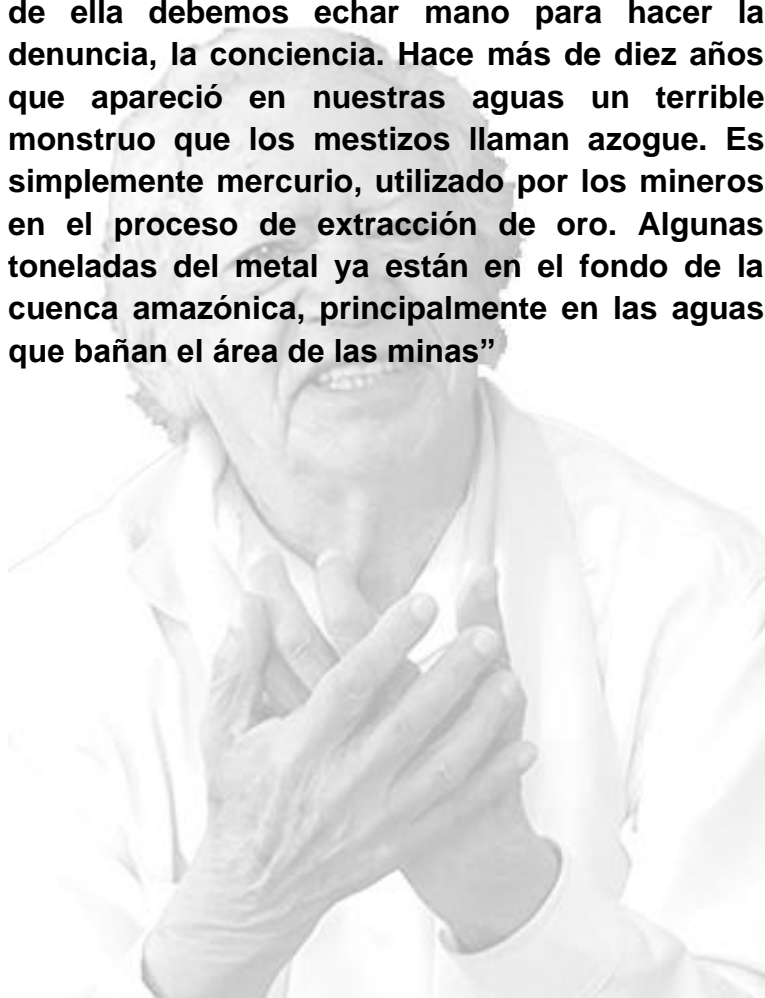 de ella debemos echar mano para hacer la
denuncia, la conciencia. Hace más de diez años
que apareció en nuestras aguas un terrible
monstruo que los mestizos llaman azogue. Es
simplemente mercurio, utilizado por los mineros
en el proceso de extracción de oro. Algunas
toneladas del metal ya están en el fondo de la
cuenca amazónica, principalmente en las aguas
que bañan el área de las minas”